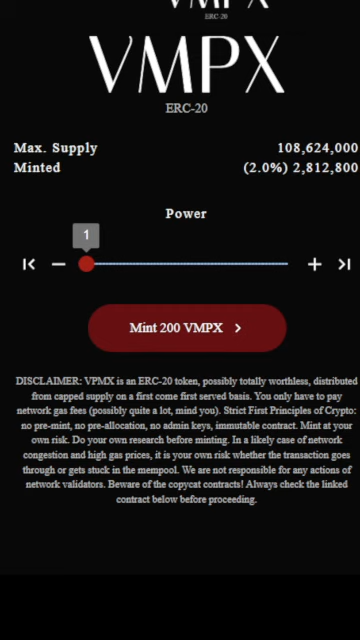 VMPX
ERC-20
VMPX
ERC-20
Max. Supply 108,624,000
Minted (2.0%) 2,812,800
Power
1
Mint 200 VMPX
DISCLAIMER: VPMX is an ERC-20 token, possibly totally worthless, distributed
from capped supply on a first come first served basis. You only have to pay
network gas fees (possibly quite a lot, mind you). Strict First Principles of Crypto:
no pre-mint, no pre-allocation, no admin keys, immutable contract. Mint at your
own risk. Do your own research before minting. In a likely case of network
congestion and high gas prices, it is your own risk whether the transaction goes
through or gets stuck in the mempool. We are not responsible for any actions of
network validators. Beware of the copycat contracts! Always check the linked
contract below before proceeding.